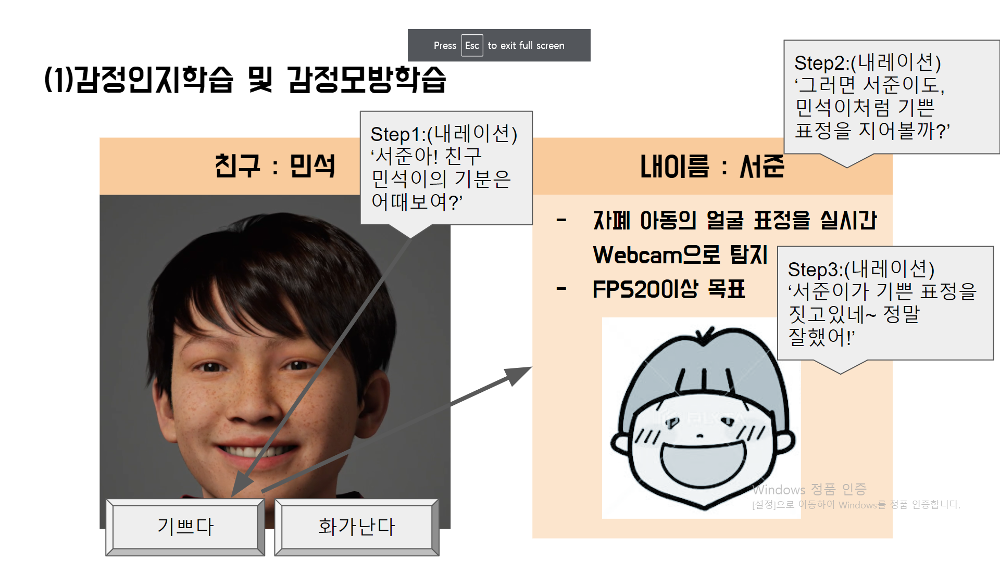 Press Esc to exit full screen
(1)감정인지학습 및 감정모방학습
친구 : 민석
Step1:(내레이션)
‘서준아! 친구
민석이의 기분은
어때보여?’
기쁘다
화가난다
내이름 : 서준
Step2:(내레이션)
‘그러면 서준이도,
민석이처럼 기쁜
표정을 지어볼까?’
- 자폐 아동의 얼굴 표정을 실시간
Webcam으로 탐지
- FPS20이상 목표
Step3:(내레이션)
‘서준이가 기쁜 표정을
짓고있네~ 정말
잘했어!’
PIXTA
Windows 정품 인증
[설정]으로 이동하여 Windows를 정품 인증합니다.